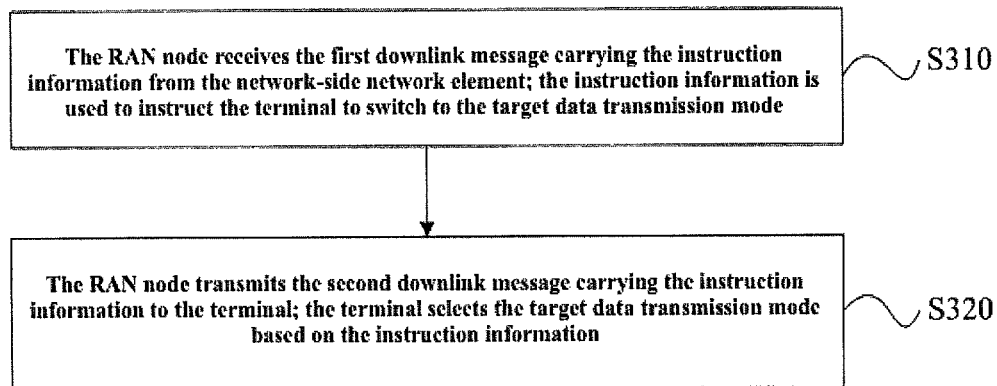 The RAN node receives the first downlink message carrying the instruction
information from the network-side network element; the instruction information is
used to instruct the terminal to switch to the target data transmission mode
S310
The RAN node transmits the second downlink message carrying the instruction
information to the terminal; the terminal selects the target data transmission mode
based on the instruction information
S320